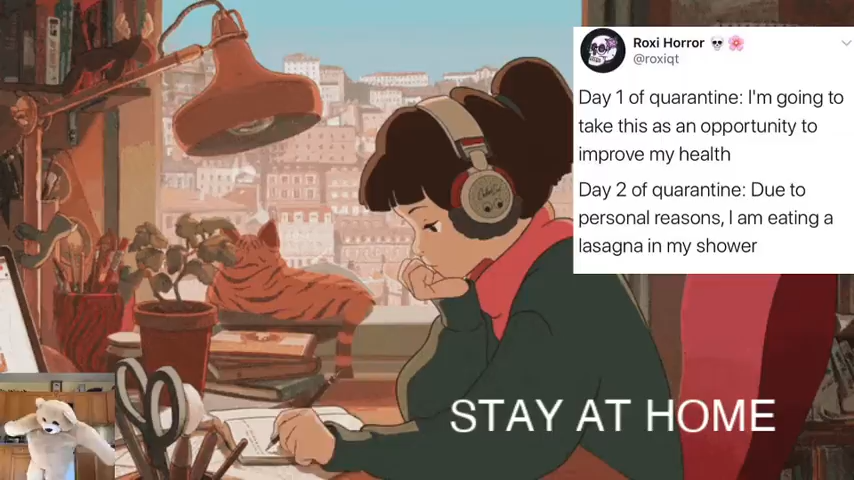 Roxi Horror 💀🌸
@roxiqt
Day 1 of quarantine: I'm going to
take this as an opportunity to
improve my health
Day 2 of quarantine: Due to
personal reasons, I am eating a
lasagna in my shower
STAY AT HOME